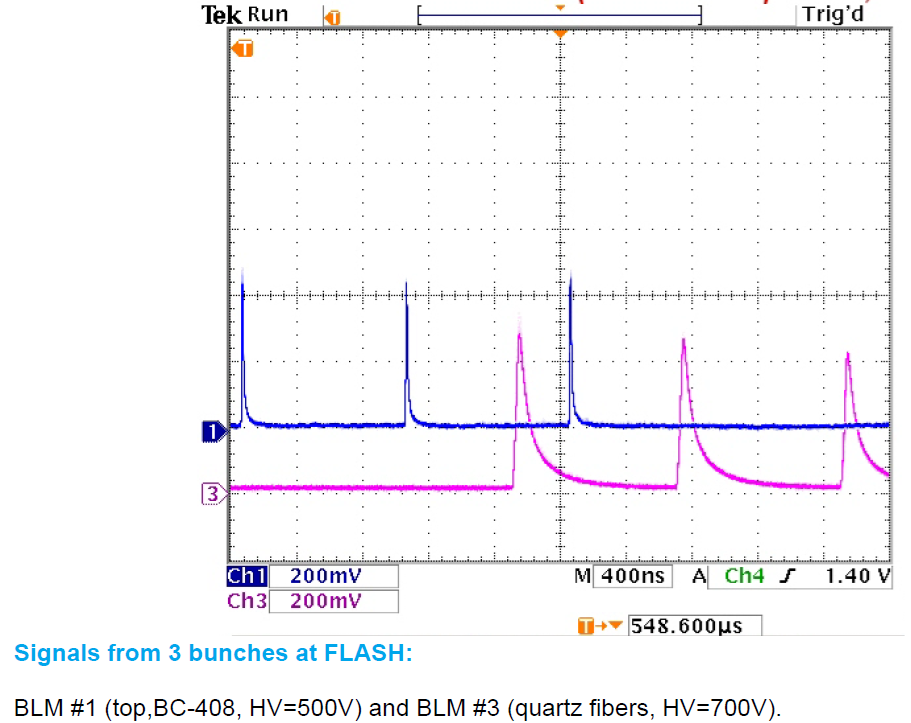 Tek Run T Trig'd
T
1
3
Ch1 200mV M 400ns A Ch4 1.40 V
Ch3 200mV
T 548.600µs
Signals from 3 bunches at FLASH:
BLM #1 (top,BC-408, HV=500V) and BLM #3 (quartz fibers, HV=700V).